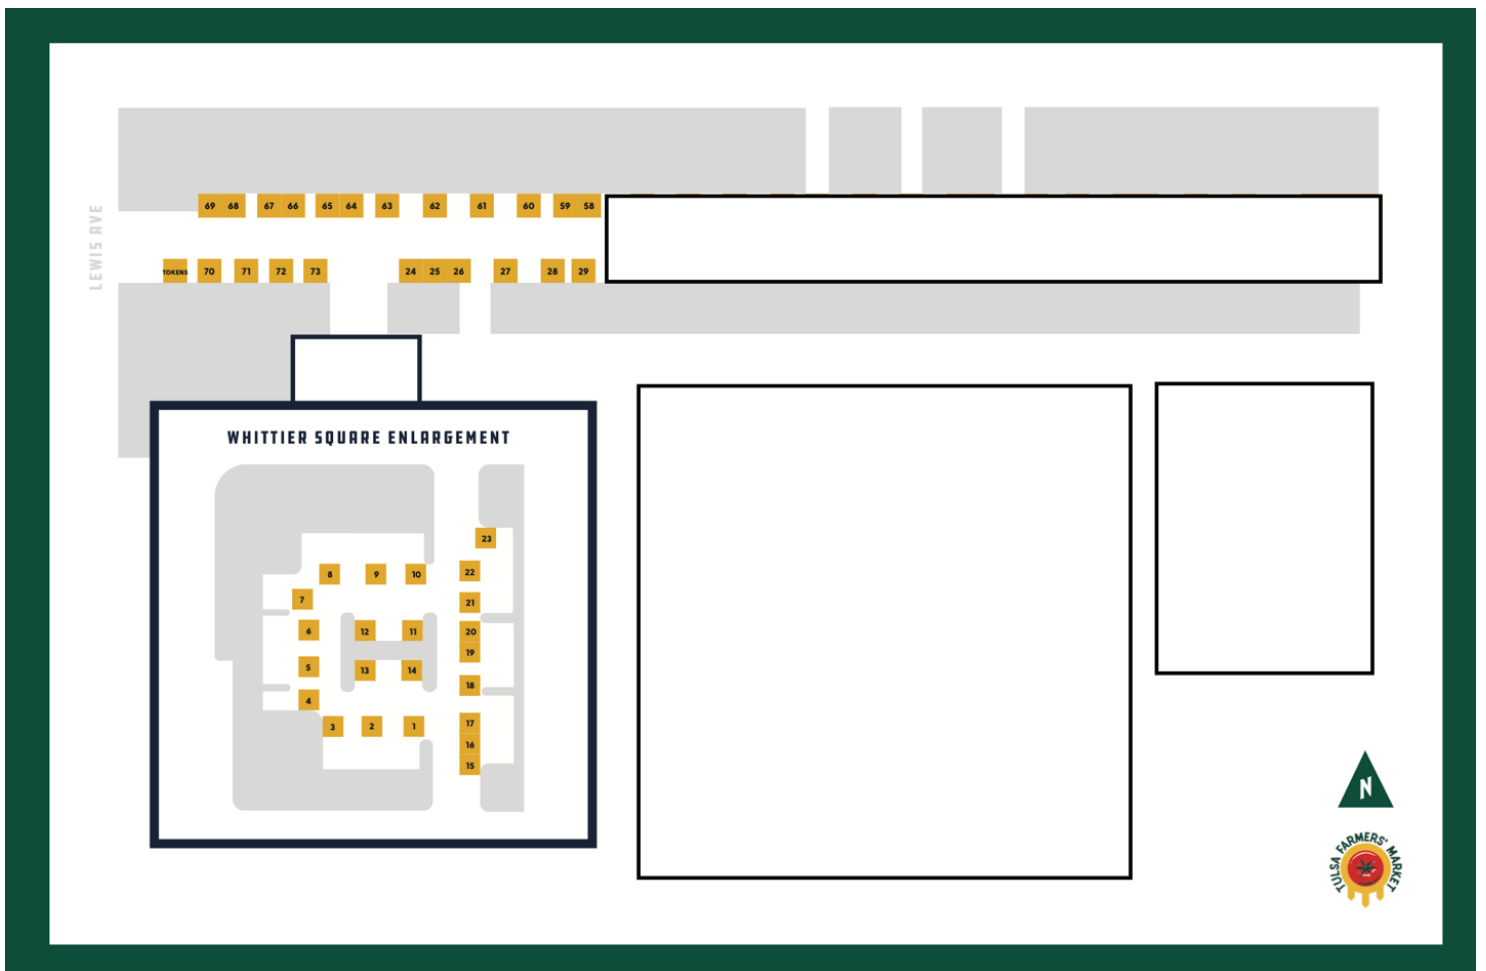 69 68 67 66 65 64 63 62 61 60 59 58
LEWIS AVE
TOKENS 70 71 72 73 24 25 26 27 28 29
WHITTIER SQUARE ENLARGEMENT
23
8 9 10 22
7 21
6 12 11 20
19
5 13 14
18
4
3 2 1 17
16
15
N
TULSA FARMERS' MARKET